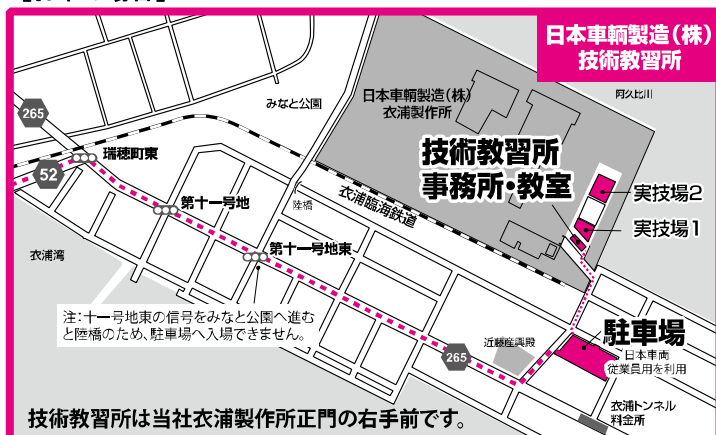 日本車輌製造(株)
技術教習所
阿久比川
みなと公園
日本車輌製造(株)
衣浦製作所
265
瑞穂町東
52
技術教習所
事務所・教室
実技場2
実技場1
第十一号地
陸橋
衣浦臨海鉄道
第十一号地東
衣浦湾
注:十一号地東の信号をみなと公園へ進む
と陸橋のため、駐車場へ入場できません。
265
近藤産興殿
駐車場
日本車両
従業員用を利用
衣浦トンネル
料金所
技術教習所は当社衣浦製作所正門の右手前です。